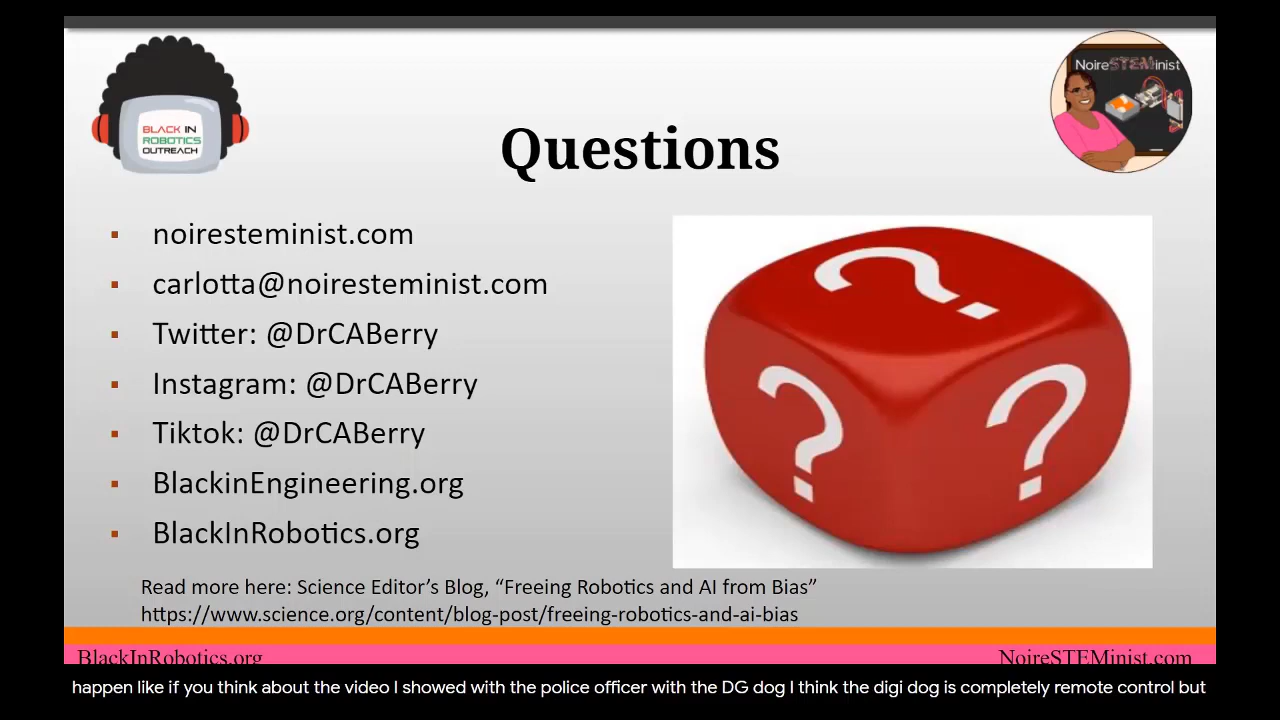 BLACK IN
ROBOTICS
OUTREACH
NoireSTEMinist
Questions
noiresteminist.com
carlotta@noiresteminist.com
Twitter: @DrCABerry
Instagram: @DrCABerry
Tiktok: @DrCABerry
BlackinEngineering.org
BlackInRobotics.org
? ? ?
Read more here: Science Editor’s Blog, “Freeing Robotics and AI from Bias”
https://www.science.org/content/blog-post/freeing-robotics-and-ai-bias
BlackInRobotics.org
NoireSTEMinist.com
happen like if you think about the video I showed with the police officer with the DG dog I think the digi dog is completely remote control but